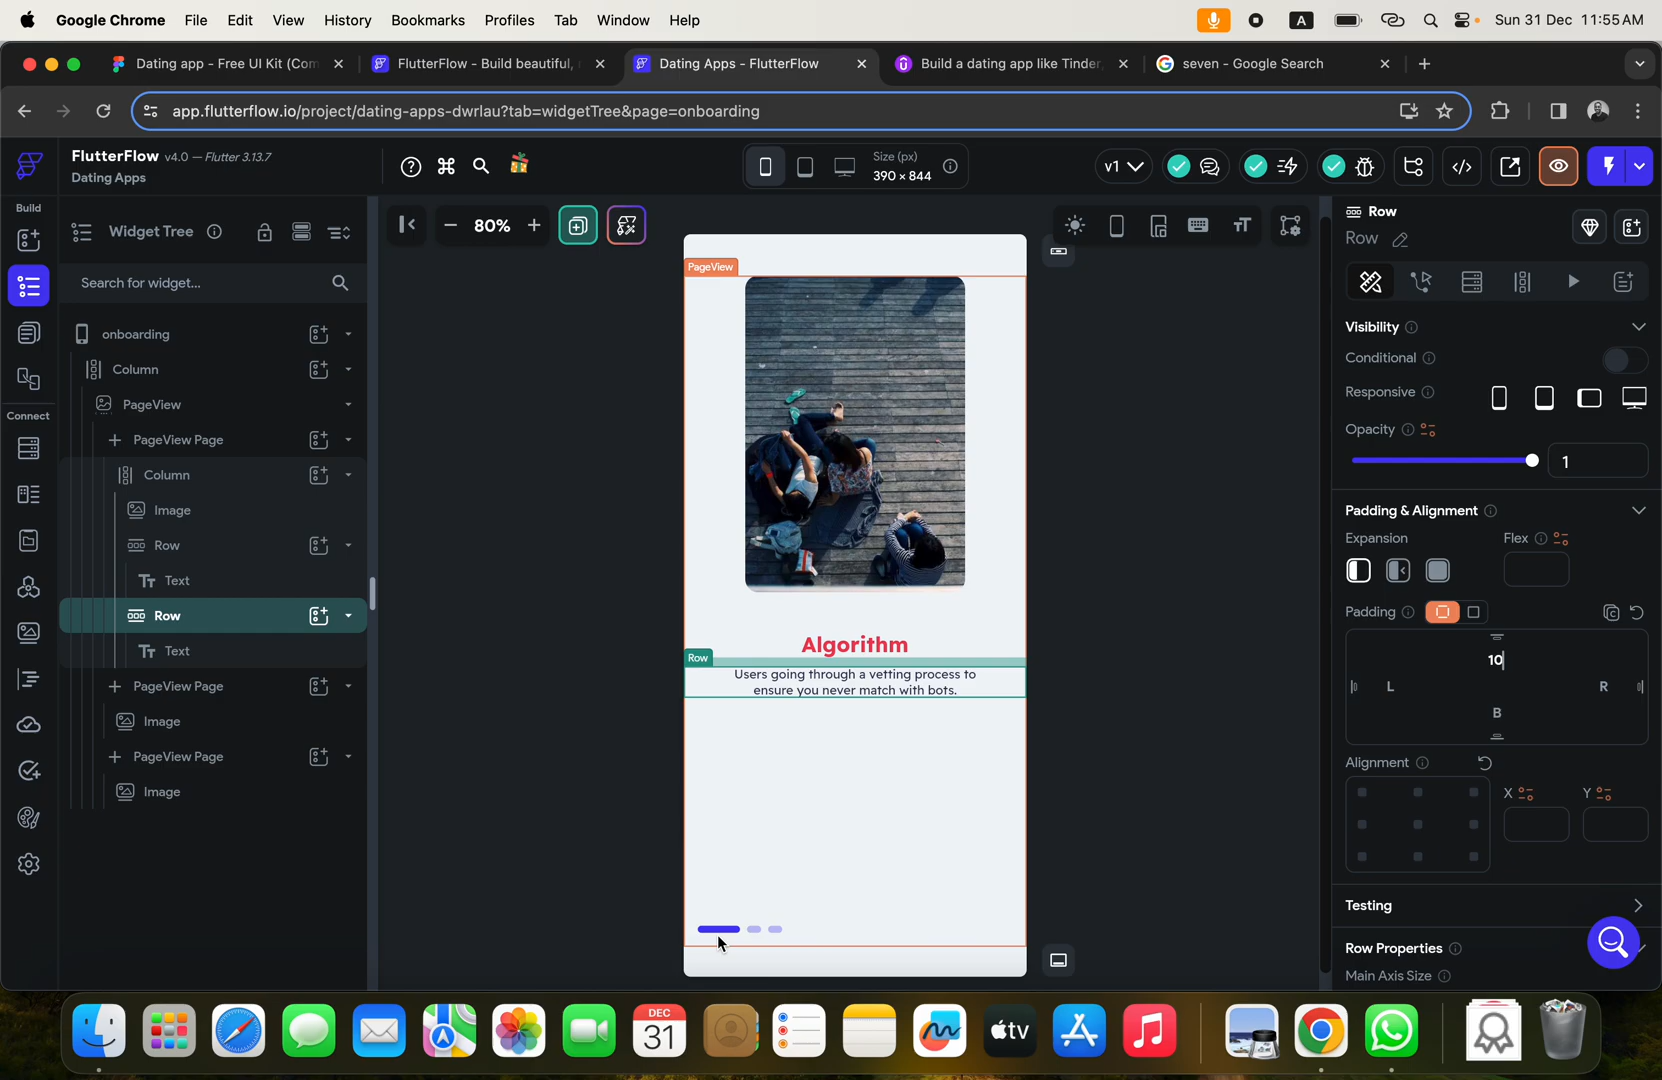 Google Chrome File Edit View History Bookmarks Profiles Tab Window Help A Sun 31 Dec 11:55 AM
Dating app - Free UI Kit (Com FlutterFlow - Build beautiful, Dating Apps - FlutterFlow Build a dating app like Tinder, seven - Google Search
app.flutterflow.io/project/dating-apps-dwrlau?tab=widgetTree&page=onboarding
FlutterFlow v4.0 – Flutter 3.13.7
Dating Apps
Size (px)
390 × 844
v1
Build
Widget Tree
80%
Search for widget...
onboarding
Column
PageView
PageView Page
Column
Image
Row
Text
Row
Text
PageView Page
Image
PageView Page
Image
Connect
PageView
Algorithm
Row
Users going through a vetting process to
ensure you never match with bots.
Row
Row
Visibility
Conditional
Responsive
Opacity
1
Padding & Alignment
Expansion Flex
Padding
10
L R
B
Alignment
X Y
Testing
Row Properties
Main Axis Size
DEC
31
tv